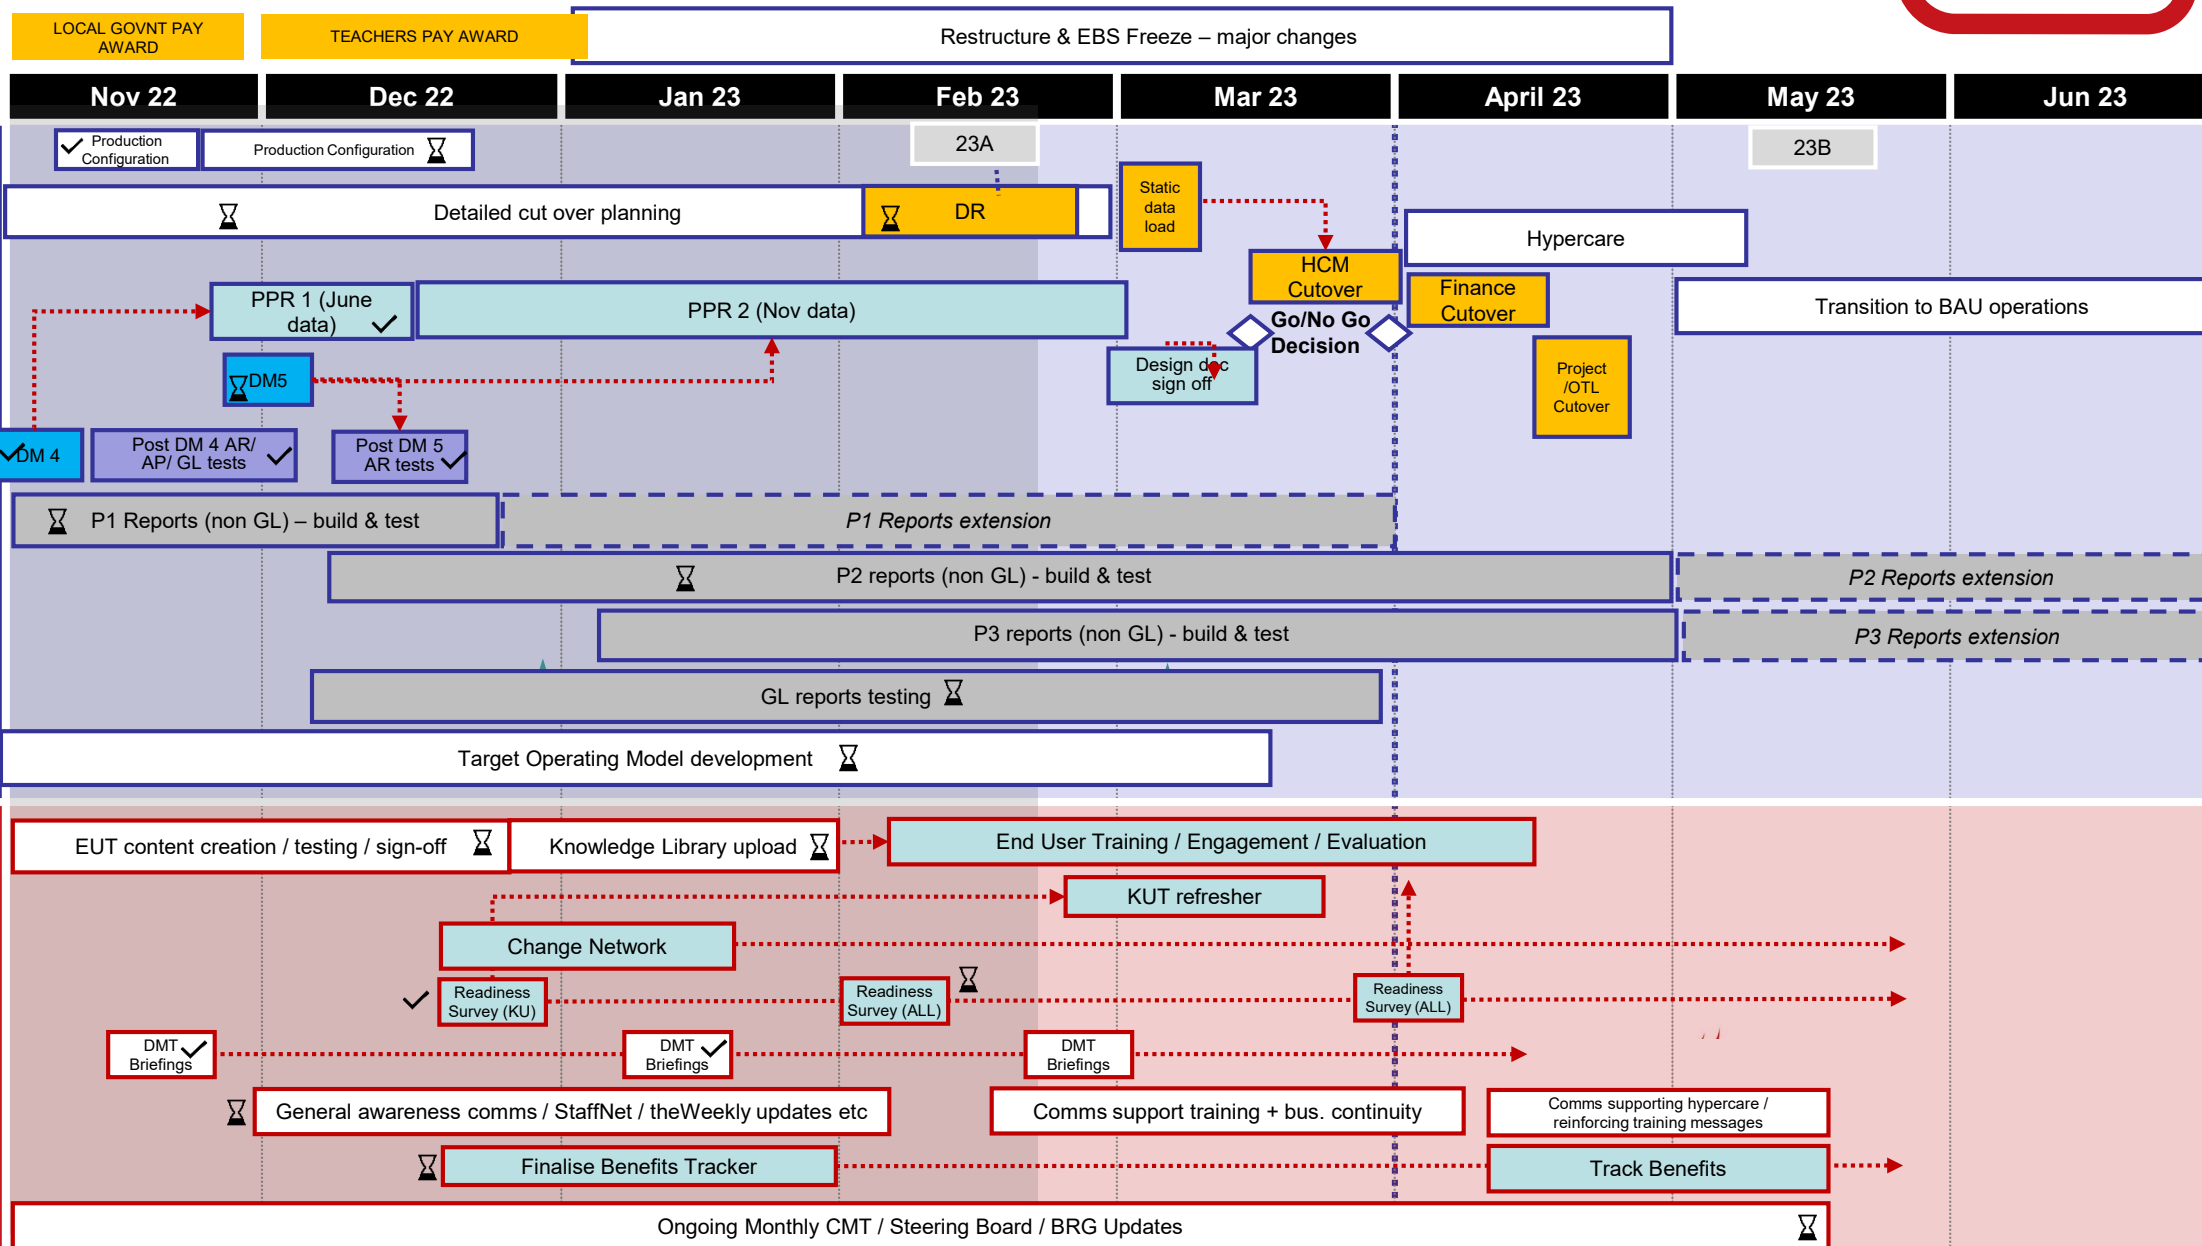 LOCAL GOVNT PAY
AWARD
TEACHERS PAY AWARD
Restructure & EBS Freeze – major changes
Nov 22
Dec 22
Jan 23
Feb 23
Mar 23
April 23
May 23
Jun 23
Production
Configuration
Production Configuration
23A
23B
Detailed cut over planning
DR
Static
data
load
Hypercare
HCM
Cutover
Finance
Cutover
PPR 1 (June
data)
PPR 2 (Nov data)
Transition to BAU operations
Go/No Go
Decision
Design doc
sign off
Project
/OTL
Cutover
DM5
DM 4
Post DM 4 AR/
AP/ GL tests
Post DM 5
AR tests
P1 Reports (non GL) – build & test
P1 Reports extension
P2 reports (non GL) - build & test
P2 Reports extension
P3 reports (non GL) - build & test
P3 Reports extension
GL reports testing
Target Operating Model development
EUT content creation / testing / sign-off
Knowledge Library upload
End User Training / Engagement / Evaluation
KUT refresher
Change Network
Readiness
Survey (KU)
Readiness
Survey (ALL)
Readiness
Survey (ALL)
DMT
Briefings
DMT
Briefings
DMT
Briefings
General awareness comms / StaffNet / theWeekly updates etc
Comms support training + bus. continuity
Comms supporting hypercare /
reinforcing training messages
Finalise Benefits Tracker
Track Benefits
Ongoing Monthly CMT / Steering Board / BRG Updates